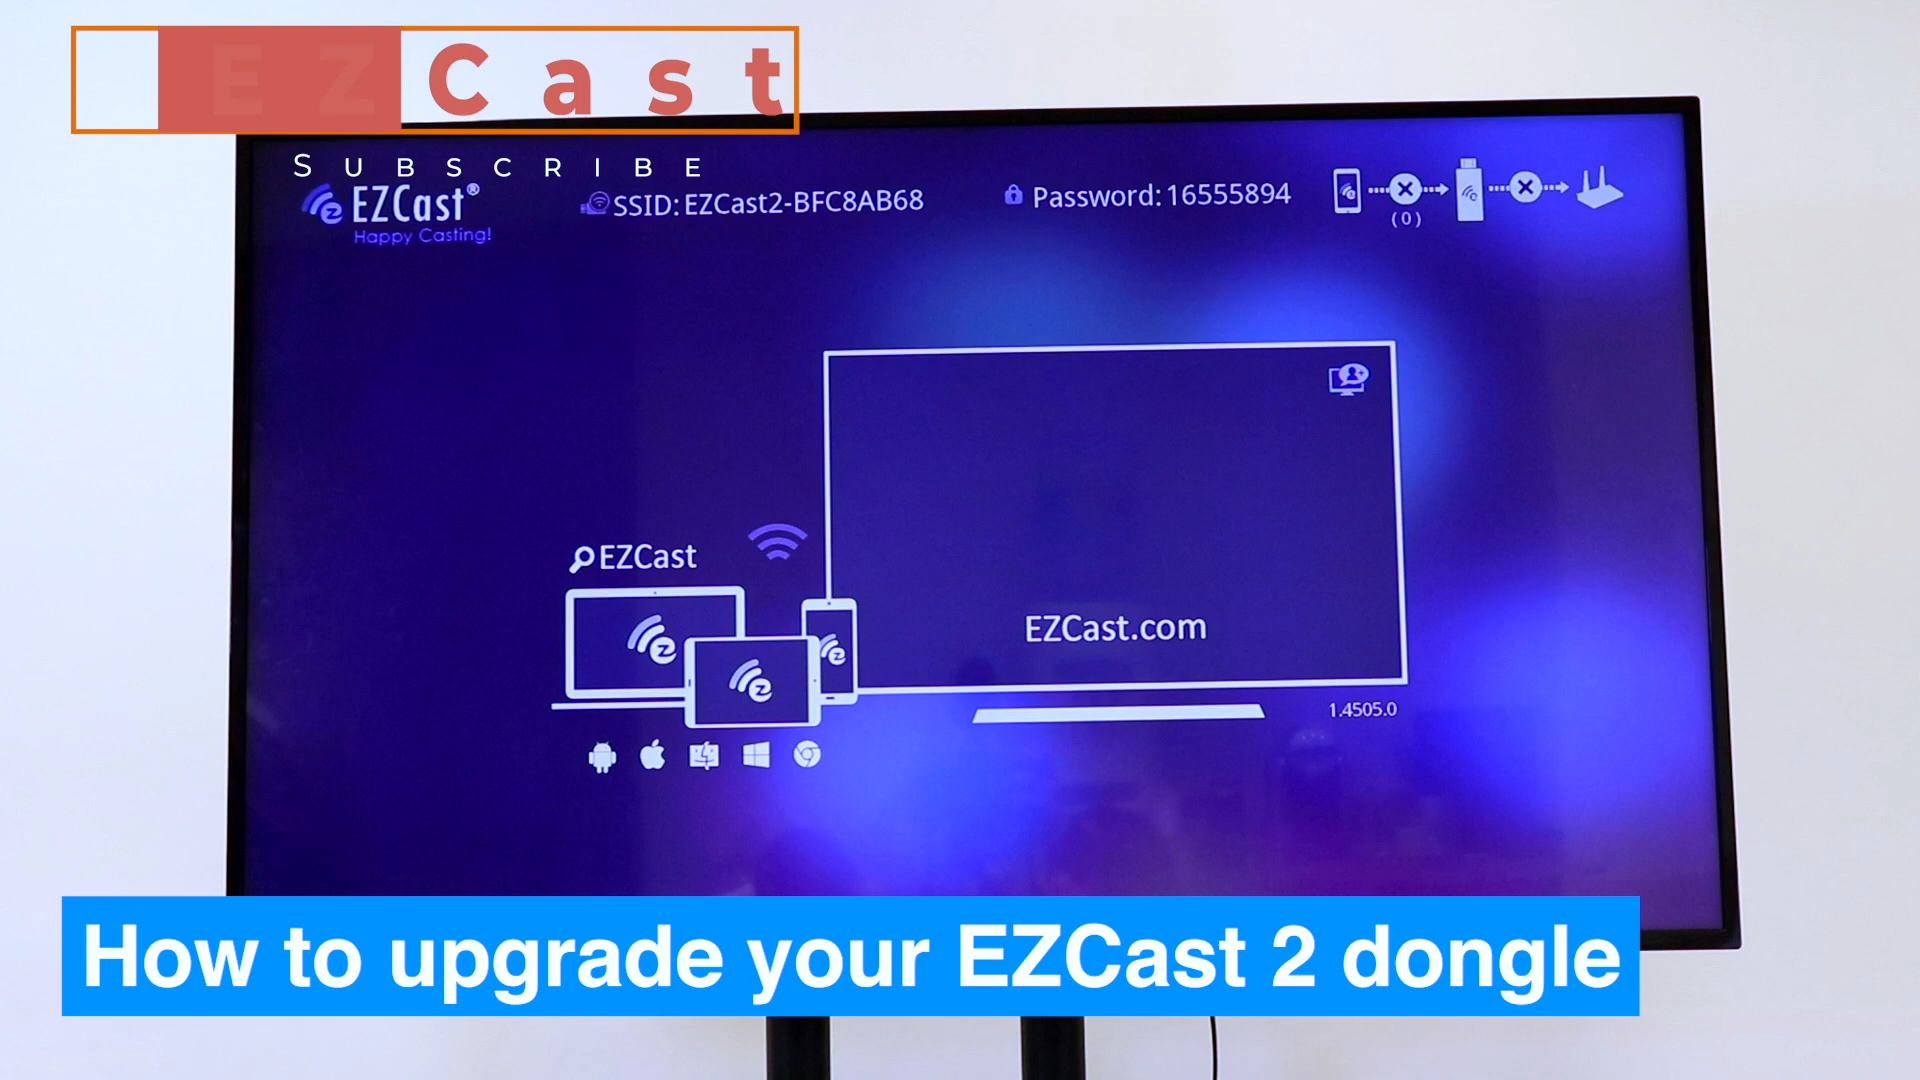 EZCast
SUBSCRIBE
EZCast®
Happy Casting!
SSID: EZCast2-BFC8AB68
Password: 16555894
(0)
EZCast
EZCast.com
1.4505.0
How to upgrade your EZCast 2 dongle